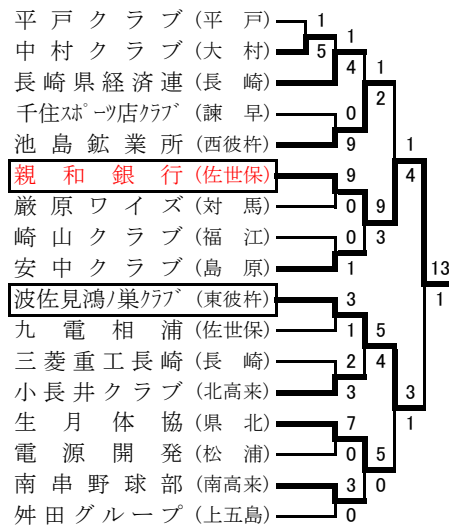 平戸クラブ(平戸) 1
中村クラブ(大村) 5 1
長崎県経済連(長崎) 4 1
千住スポーツ店クラブ(諫早) 0 2
池島鉱業所(西彼杵) 9 1
親和銀行(佐世保) 9 4
厳原ワイズ(対馬) 0 9
崎山クラブ(福江) 0 3
安中クラブ(島原) 1 13
波佐見鴻ノ巣クラブ(東彼杵) 3 1
九電相浦(佐世保) 1 5
三菱重工長崎(長崎) 2 4
小長井クラブ(北高来) 3 3
生月体協(県北) 7 1
電源開発(松浦) 0 5
南串野球部(南高来) 3 0
舛田グループ(上五島) 0